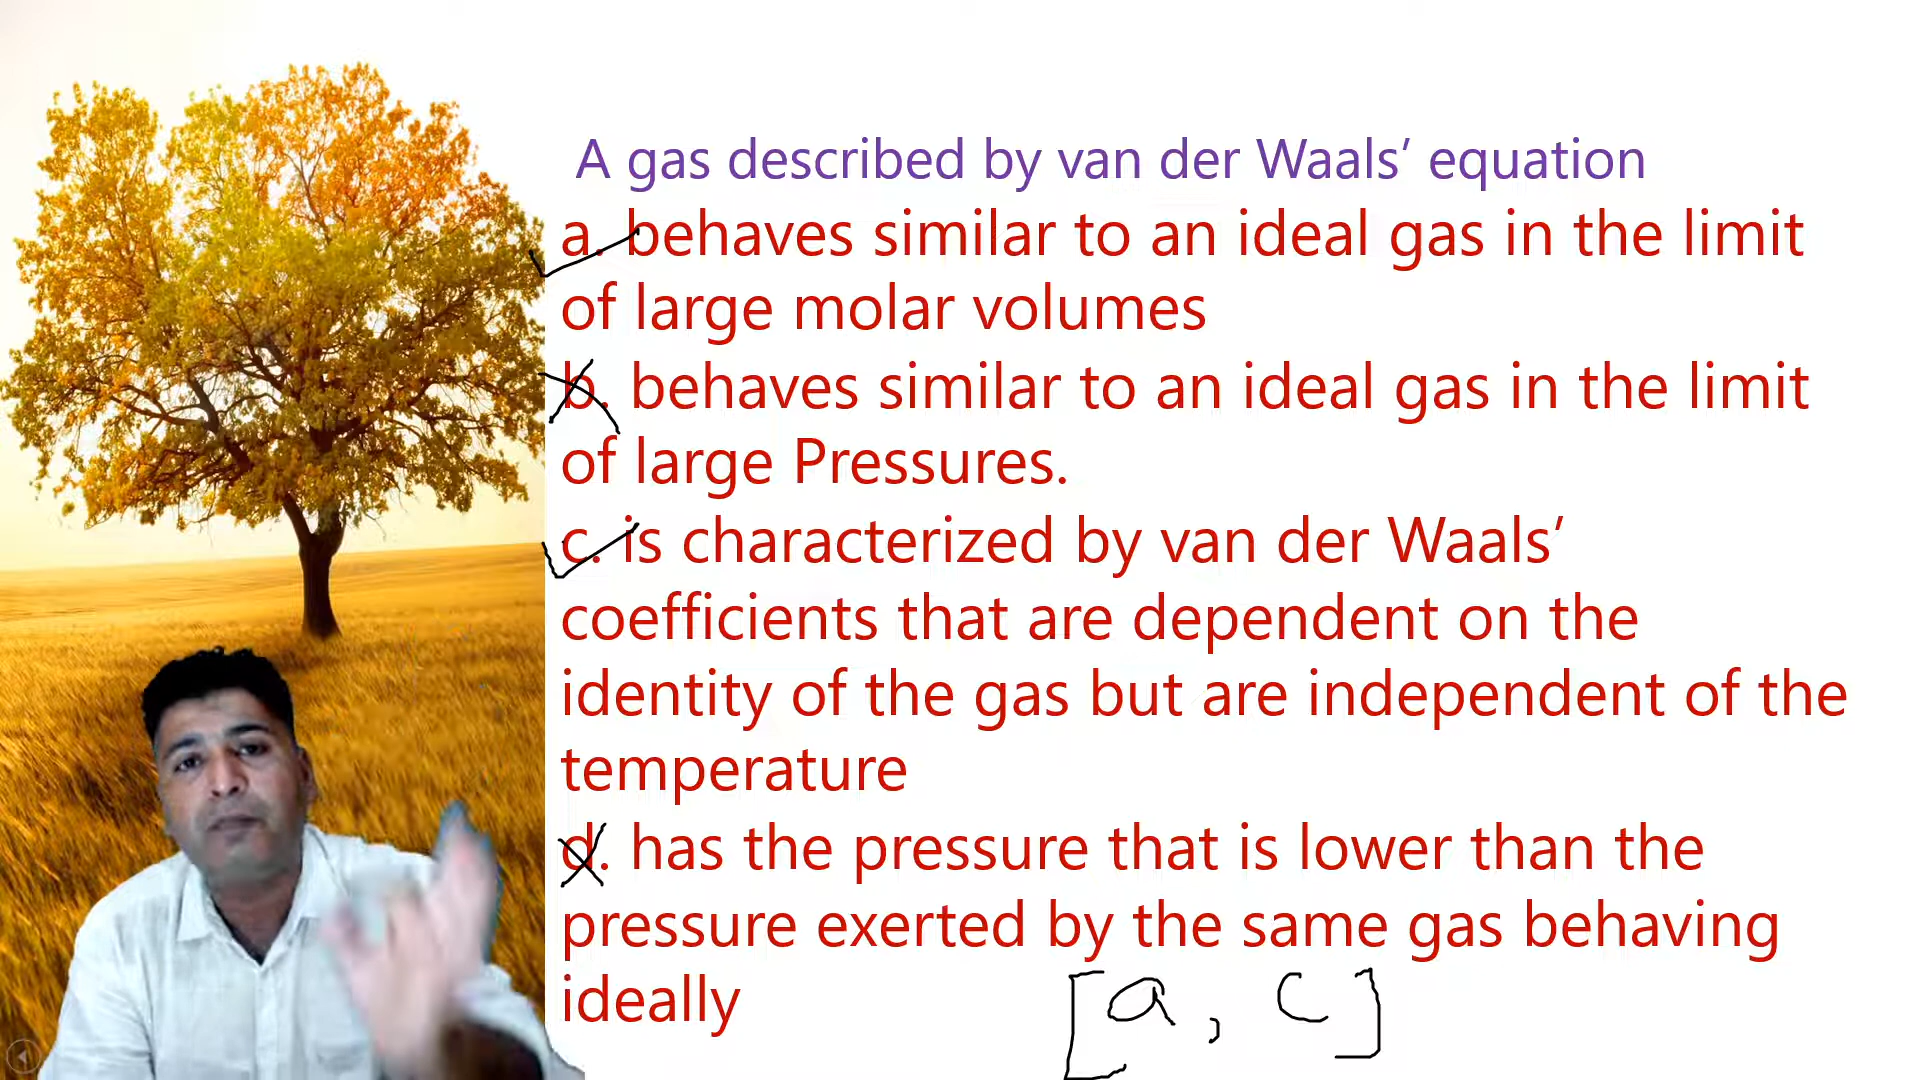 A gas described by van der Waals’ equation
a. behaves similar to an ideal gas in the limit
of large molar volumes
b. behaves similar to an ideal gas in the limit
of large Pressures.
c. is characterized by van der Waals’
coefficients that are dependent on the
identity of the gas but are independent of the
temperature
d. has the pressure that is lower than the
pressure exerted by the same gas behaving
ideally
[a, c]